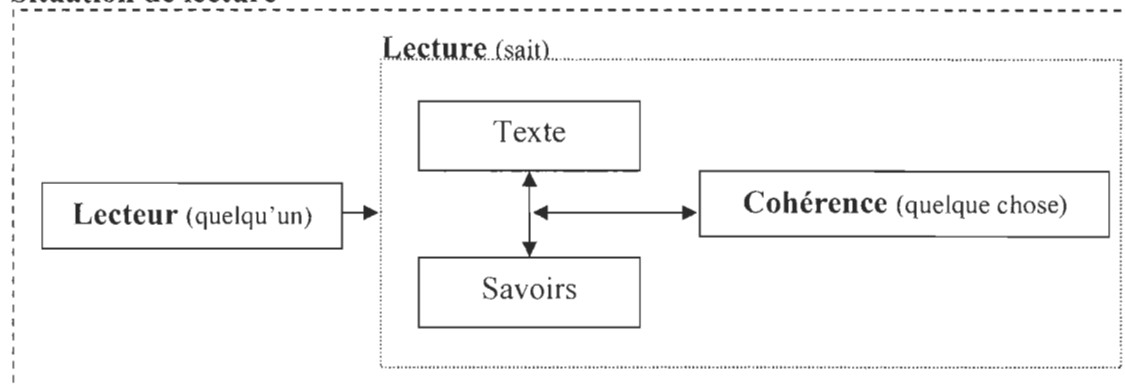 Situation de lecture
Lecture (sait)
Texte
Lecteur (quelqu'un)
Cohérence (quelque chose)
Savoirs